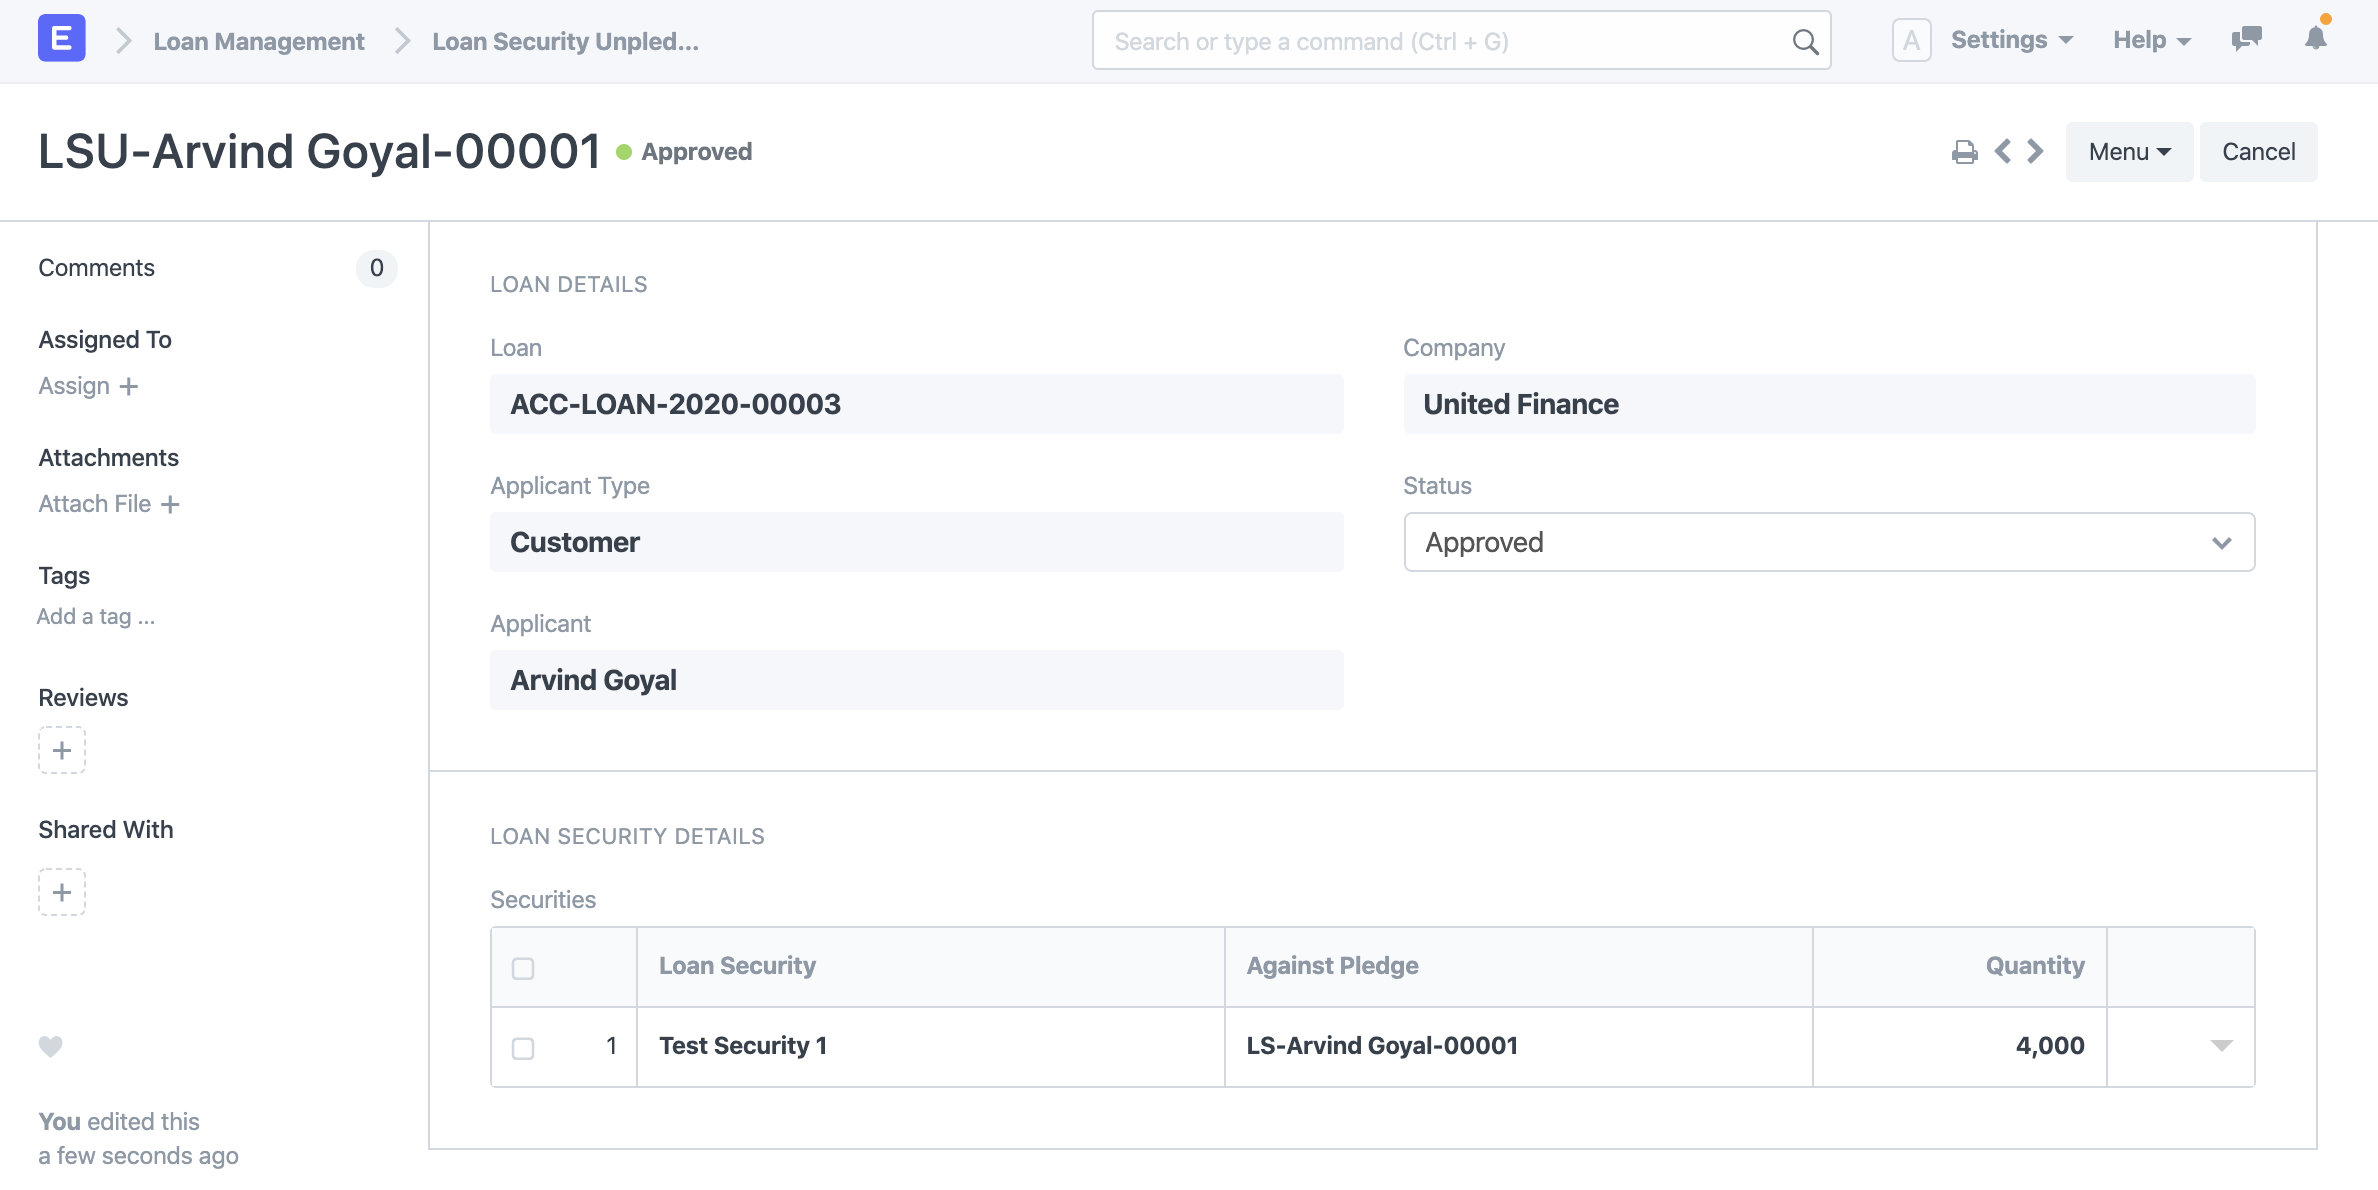 E
Loan Management
Loan Security Unpled...
Search or type a command (Ctrl + G)
A
Settings
Help
LSU-Arvind Goyal-00001
Approved
Menu
Cancel
Comments
0
Assigned To
Assign +
Attachments
Attach File +
Tags
Add a tag ...
Reviews
+
Shared With
+
You edited this
a few seconds ago
LOAN DETAILS
Loan
ACC-LOAN-2020-00003
Company
United Finance
Applicant Type
Customer
Status
Approved
Applicant
Arvind Goyal
LOAN SECURITY DETAILS
Securities
Loan Security Against Pledge Quantity
1 Test Security 1 LS-Arvind Goyal-00001 4,000